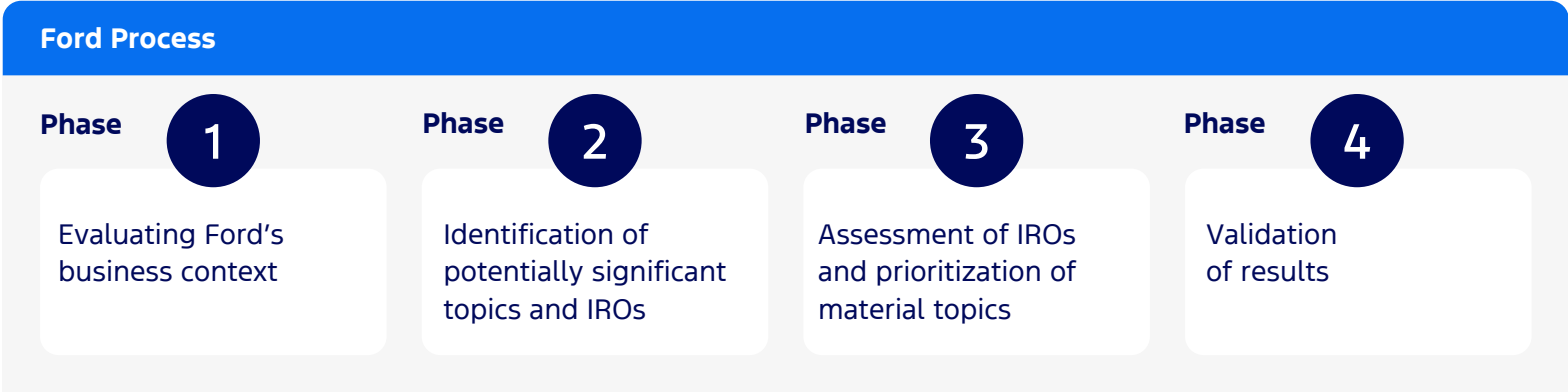 Ford Process
Phase 1
Evaluating Ford’s
business context
Phase 2
Identification of
potentially significant
topics and IROs
Phase 3
Assessment of IROs
and prioritization of
material topics
Phase 4
Validation
of results